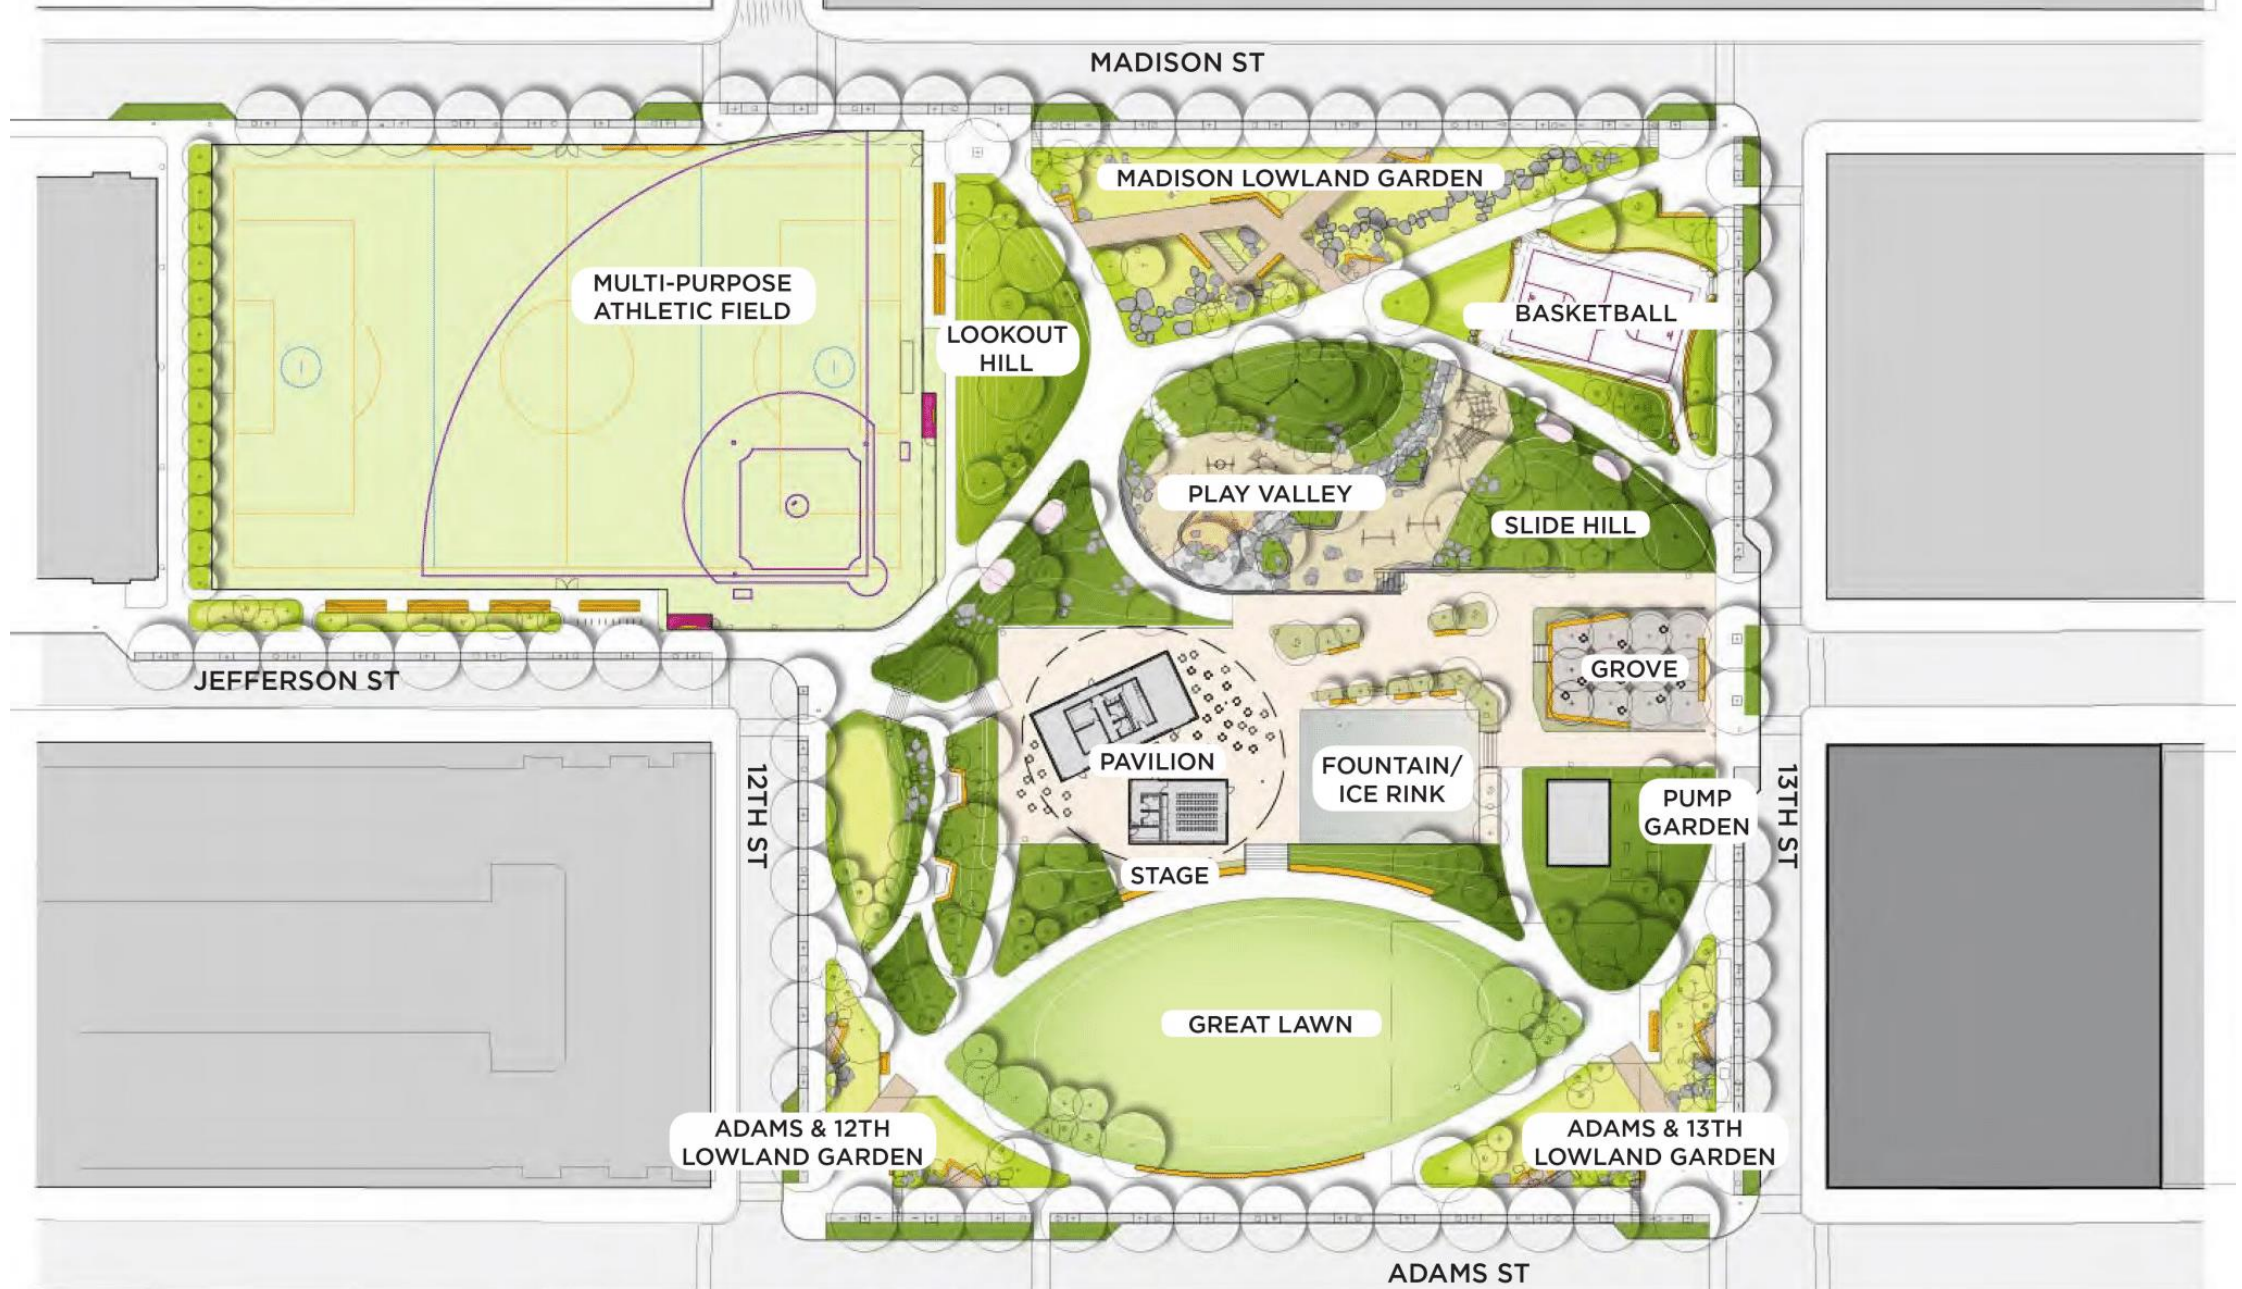 MADISON ST
MADISON LOWLAND GARDEN
MULTI-PURPOSE
ATHLETIC FIELD
BASKETBALL
LOOKOUT
HILL
PLAY VALLEY
SLIDE HILL
JEFFERSON ST
GROVE
12TH ST
PAVILION
FOUNTAIN/
ICE RINK
PUMP
GARDEN
13TH ST
STAGE
GREAT LAWN
ADAMS & 12TH
LOWLAND GARDEN
ADAMS & 13TH
LOWLAND GARDEN
ADAMS ST